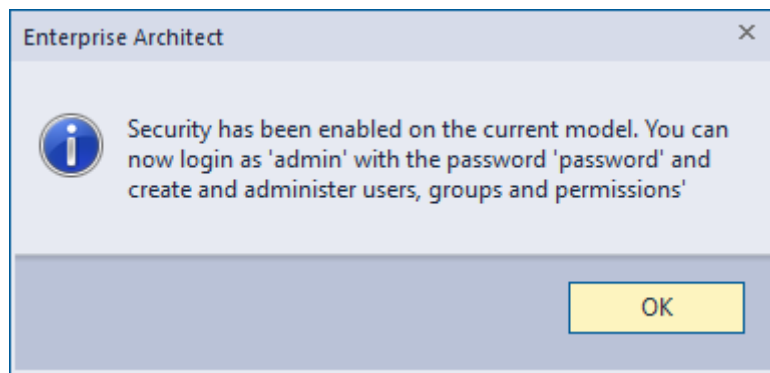 Enterprise Architect
Security has been enabled on the current model. You can
now login as 'admin' with the password 'password' and
create and administer users, groups and permissions'
OK